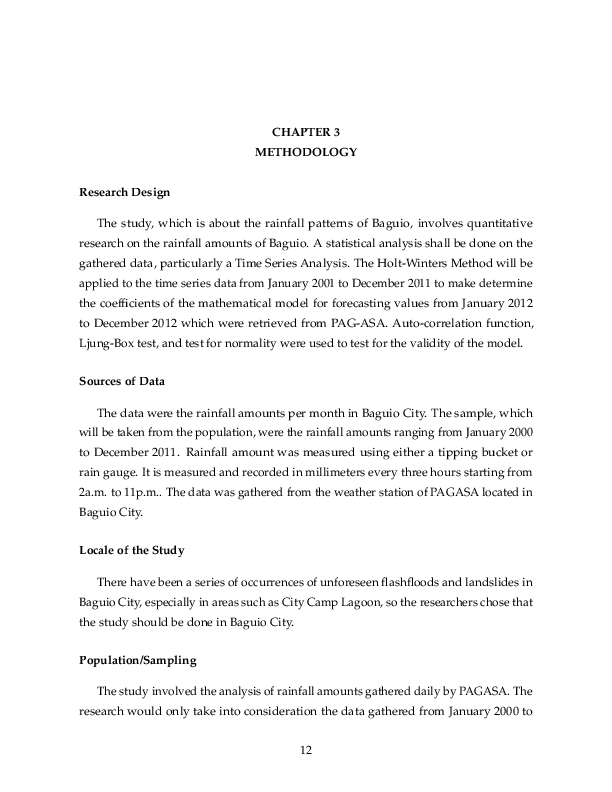 CHAPTER 3
METHODOLOGY
Research Design
The study, which is about the rainfall patterns of Baguio, involves quantitative
research on the rainfall amounts of Baguio. A statistical analysis shall be done on the
gathered data, particularly a Time Series Analysis. The Holt-Winters Method will be
applied to the time series data from January 2001 to December 2011 to make determine
the coefficients of the mathematical model for forecasting values from January 2012
to December 2012 which were retrieved from PAG-ASA. Auto-correlation function,
Ljung-Box test, and test for normality were used to test for the validity of the model.
Sources of Data
The data were the rainfall amounts per month in Baguio City. The sample, which
will be taken from the population, were the rainfall amounts ranging from January 2000
to December 2011. Rainfall amount was measured using either a tipping bucket or
rain gauge. It is measured and recorded in millimeters every three hours starting from
2a.m. to 11p.m.. The data was gathered from the weather station of PAGASA located in
Baguio City.
Locale of the Study
There have been a series of occurrences of unforeseen flashfloods and landslides in
Baguio City, especially in areas such as City Camp Lagoon, so the researchers chose that
the study should be done in Baguio City.
Population/Sampling
The study involved the analysis of rainfall amounts gathered daily by PAGASA. The
research would only take into consideration the data gathered from January 2000 to
12